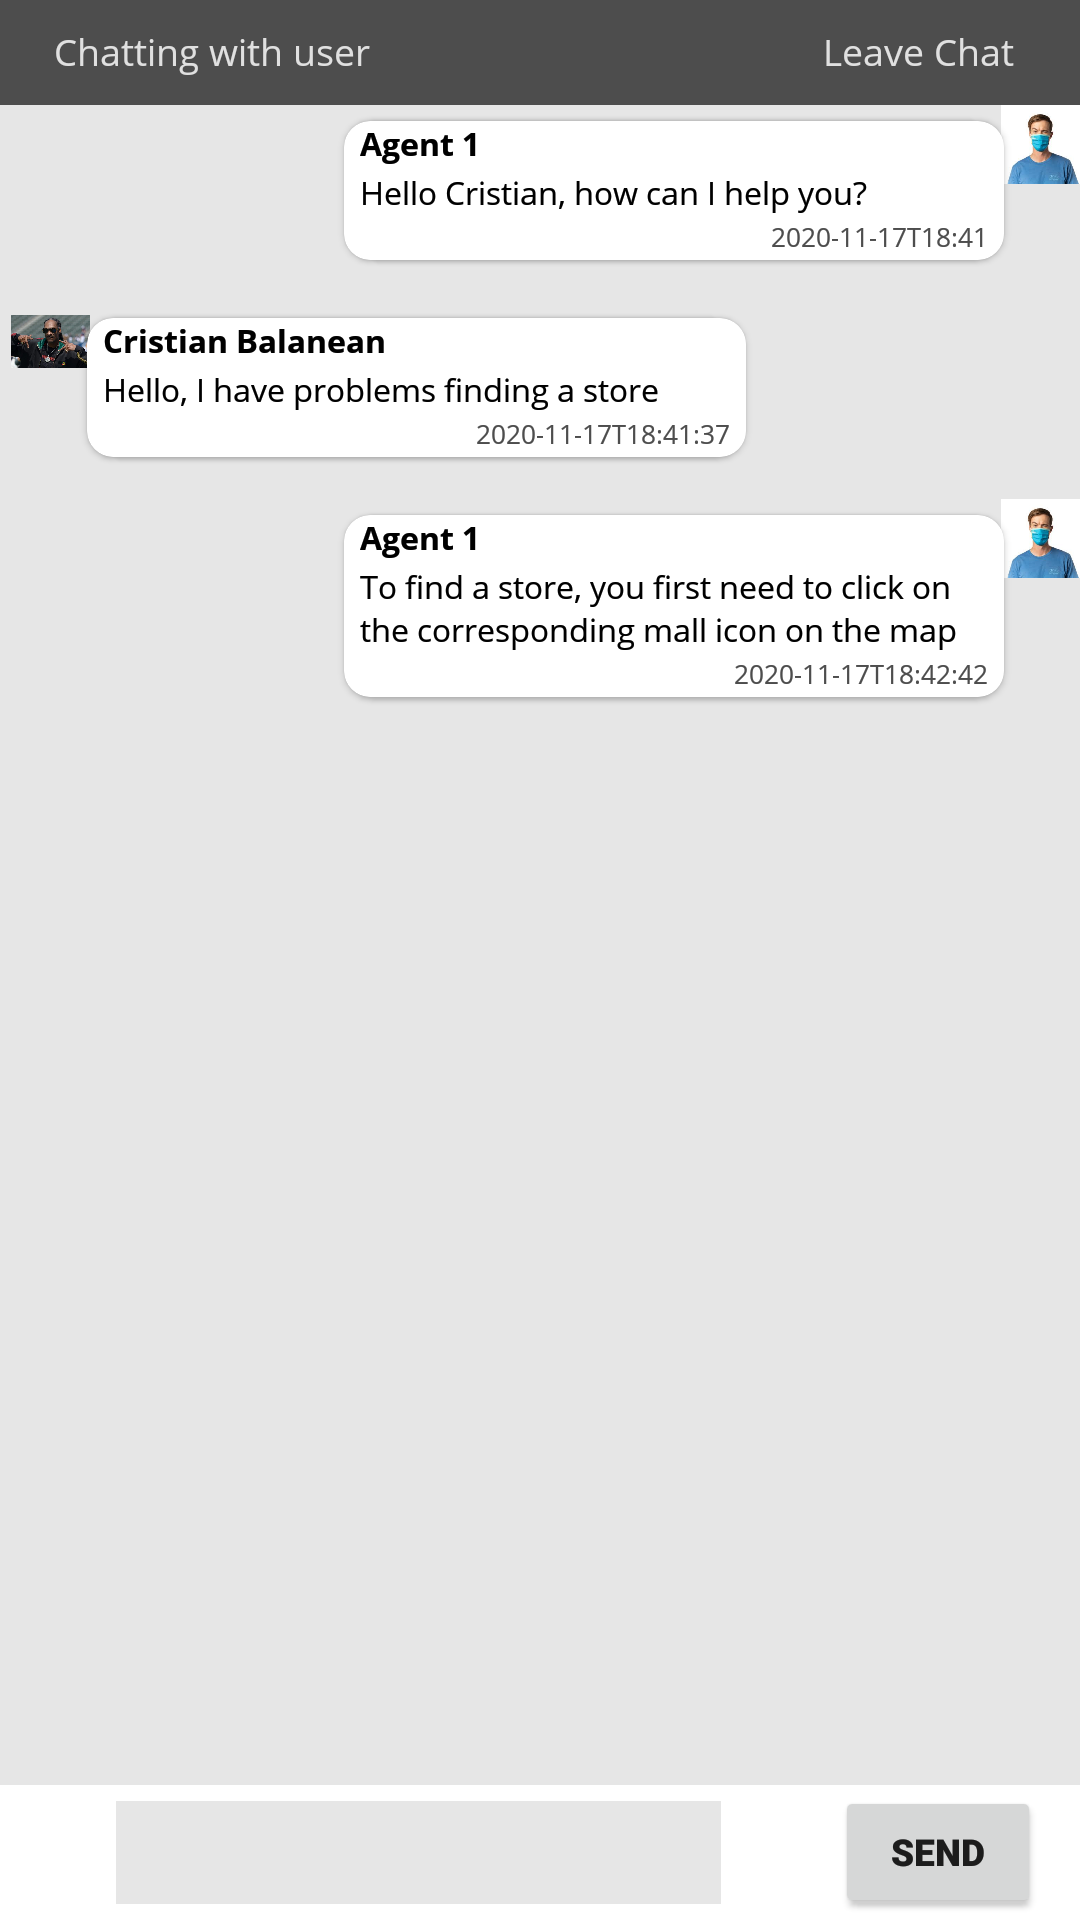 Chatting with user
Leave Chat
Agent 1
Hello Cristian, how can I help you?
2020-11-17T18:41
Cristian Balanean
Hello, I have problems finding a store
2020-11-17T18:41:37
Agent 1
To find a store, you first need to click on
the corresponding mall icon on the map
2020-11-17T18:42:42
SEND